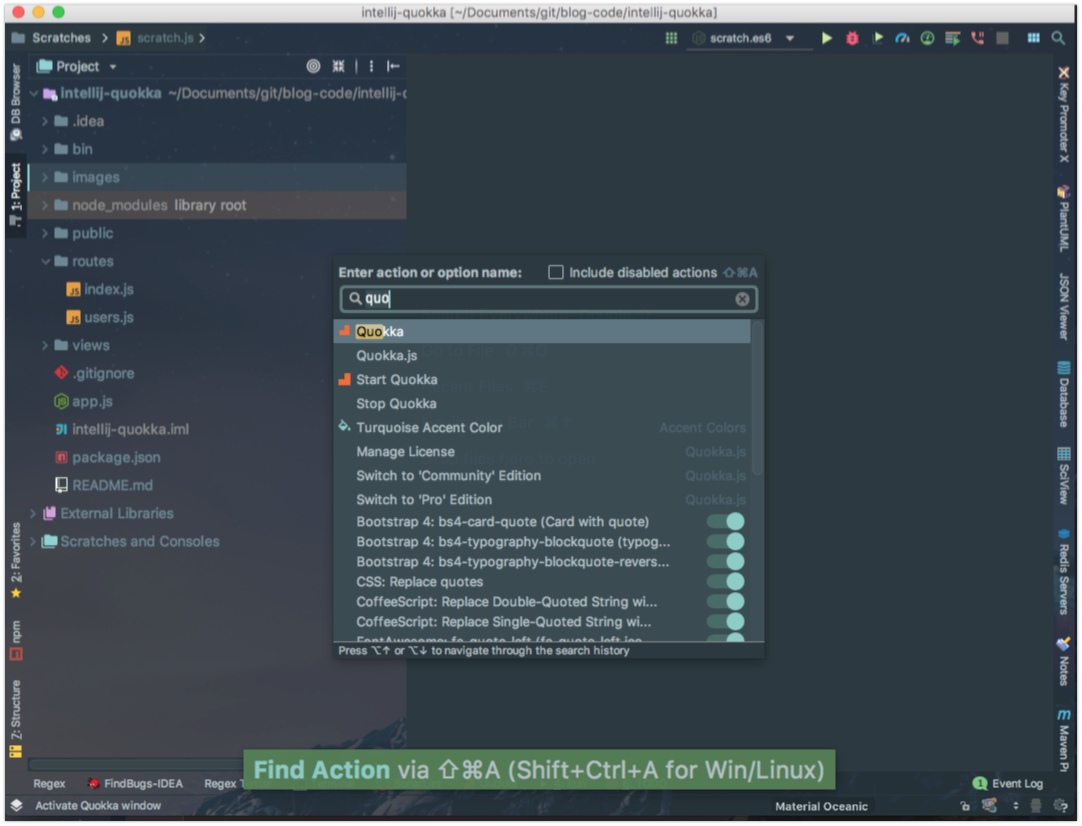 intellij-quokka [~/Documents/git/blog-code/intellij-quokka]
Scratches
scratch.js
scratch.es6
Project
intellij-quokka ~/Documents/git/blog-code/intellij-c
.idea
bin
images
node_modules library root
public
routes
index.js
users.js
views
.gitignore
app.js
intellij-quokka.iml
package.json
README.md
External Libraries
Scratches and Consoles
DB Browser
1: Project
2: Favorites
npm
Z: Structure
Enter action or option name:
Include disabled actions ⇧⌘A
quo
Quokka
Quokka.js
Start Quokka
Stop Quokka
Turquoise Accent Color Accent Colors
Manage License Quokka.js
Switch to 'Community' Edition Quokka.js
Switch to 'Pro' Edition Quokka.js
Bootstrap 4: bs4-card-quote (Card with quote)
Bootstrap 4: bs4-typography-blockquote (typog...
Bootstrap 4: bs4-typography-blockquote-revers...
CSS: Replace quotes
CoffeeScript: Replace Double-Quoted String wi...
CoffeeScript: Replace Single-Quoted String wi...
Press ⌥↑ or ⌥↓ to navigate through the search history
Key Promoter X
PlantUML
JSON Viewer
Database
SciView
Redis Servers
Notes
m
Maven Pr
Find Action via ⇧⌘A (Shift+Ctrl+A for Win/Linux)
Regex
FindBugs-IDEA
Regex T
1 Event Log
Activate Quokka window
Material Oceanic